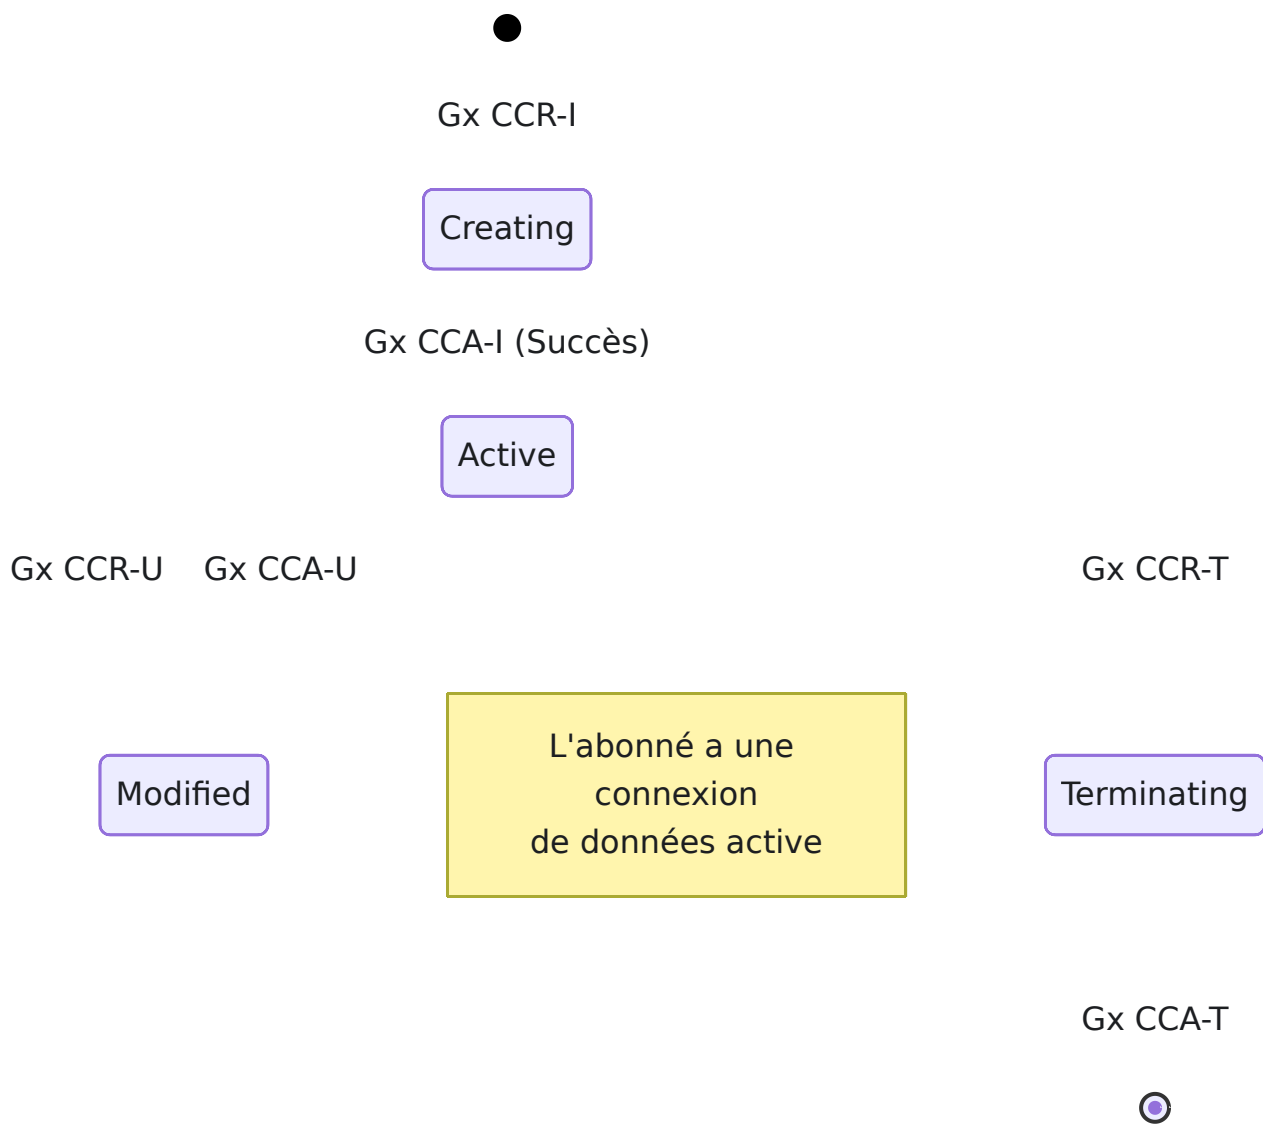 Gx CCR-I
Creating
Gx CCA-I (Succès)
Active
Gx CCR-U
Gx CCA-U
Gx CCR-T
Modified
L'abonné a une
connexion
de données active
Terminating
Gx CCA-T